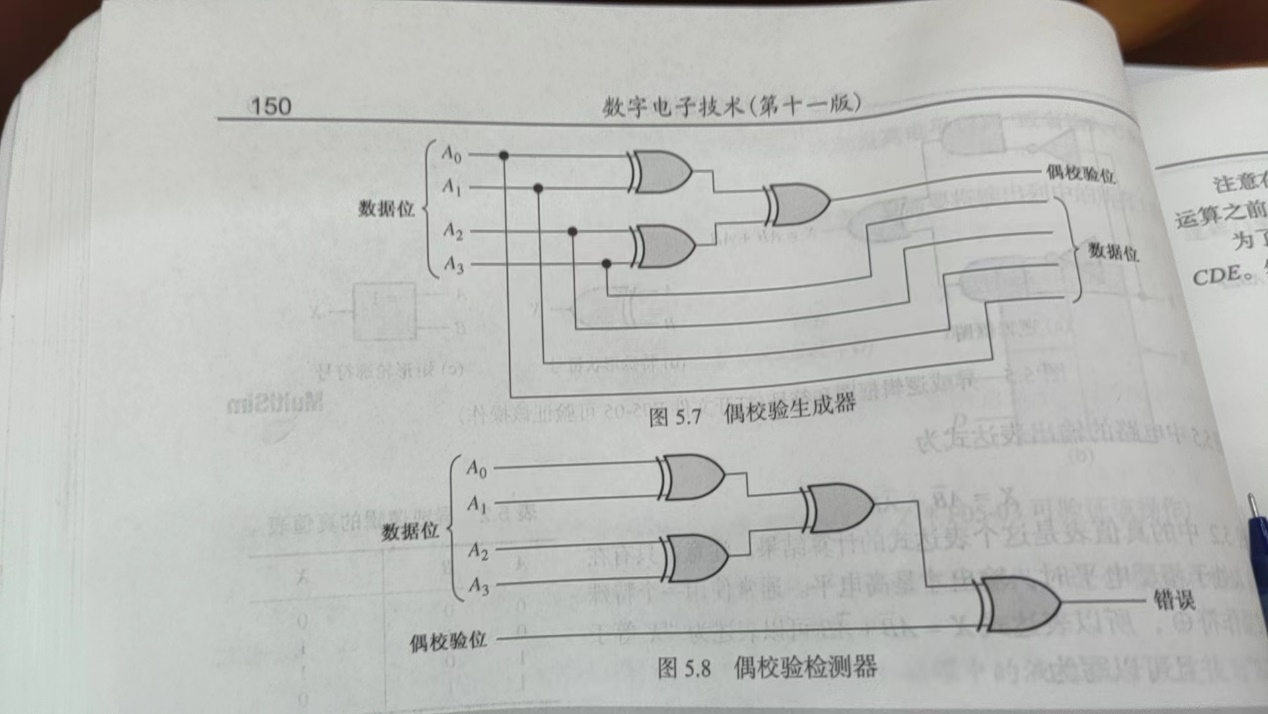 150
数字电子技术(第十一版)
A₀
A₁
A₂
A₃
数据位
偶校验位
数据位
图 5.7 偶校验生成器
A₀
A₁
A₂
A₃
数据位
偶校验位
错误
图 5.8 偶校验检测器
注意在
运算之前
为了
CDE。